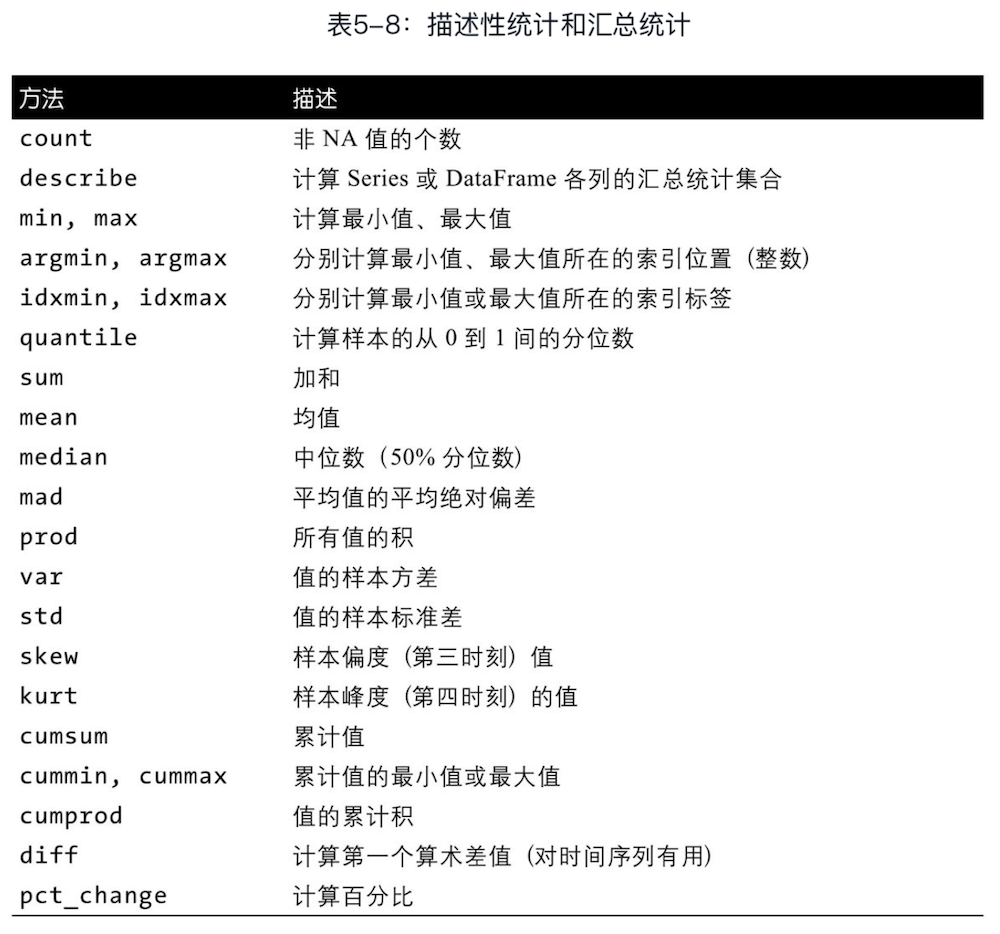 表5-8：描述性统计和汇总统计
方法 描述
count 非 NA 值的个数
describe 计算 Series 或 DataFrame 各列的汇总统计集合
min, max 计算最小值、最大值
argmin, argmax 分别计算最小值、最大值所在的索引位置（整数）
idxmin, idxmax 分别计算最小值或最大值所在的索引标签
quantile 计算样本的从 0 到 1 间的分位数
sum 加和
mean 均值
median 中位数（50% 分位数）
mad 平均值的平均绝对偏差
prod 所有值的积
var 值的样本方差
std 值的样本标准差
skew 样本偏度（第三时刻）值
kurt 样本峰度（第四时刻）的值
cumsum 累计值
cummin, cummax 累计值的最小值或最大值
cumprod 值的累计积
diff 计算第一个算术差值（对时间序列有用）
pct_change 计算百分比